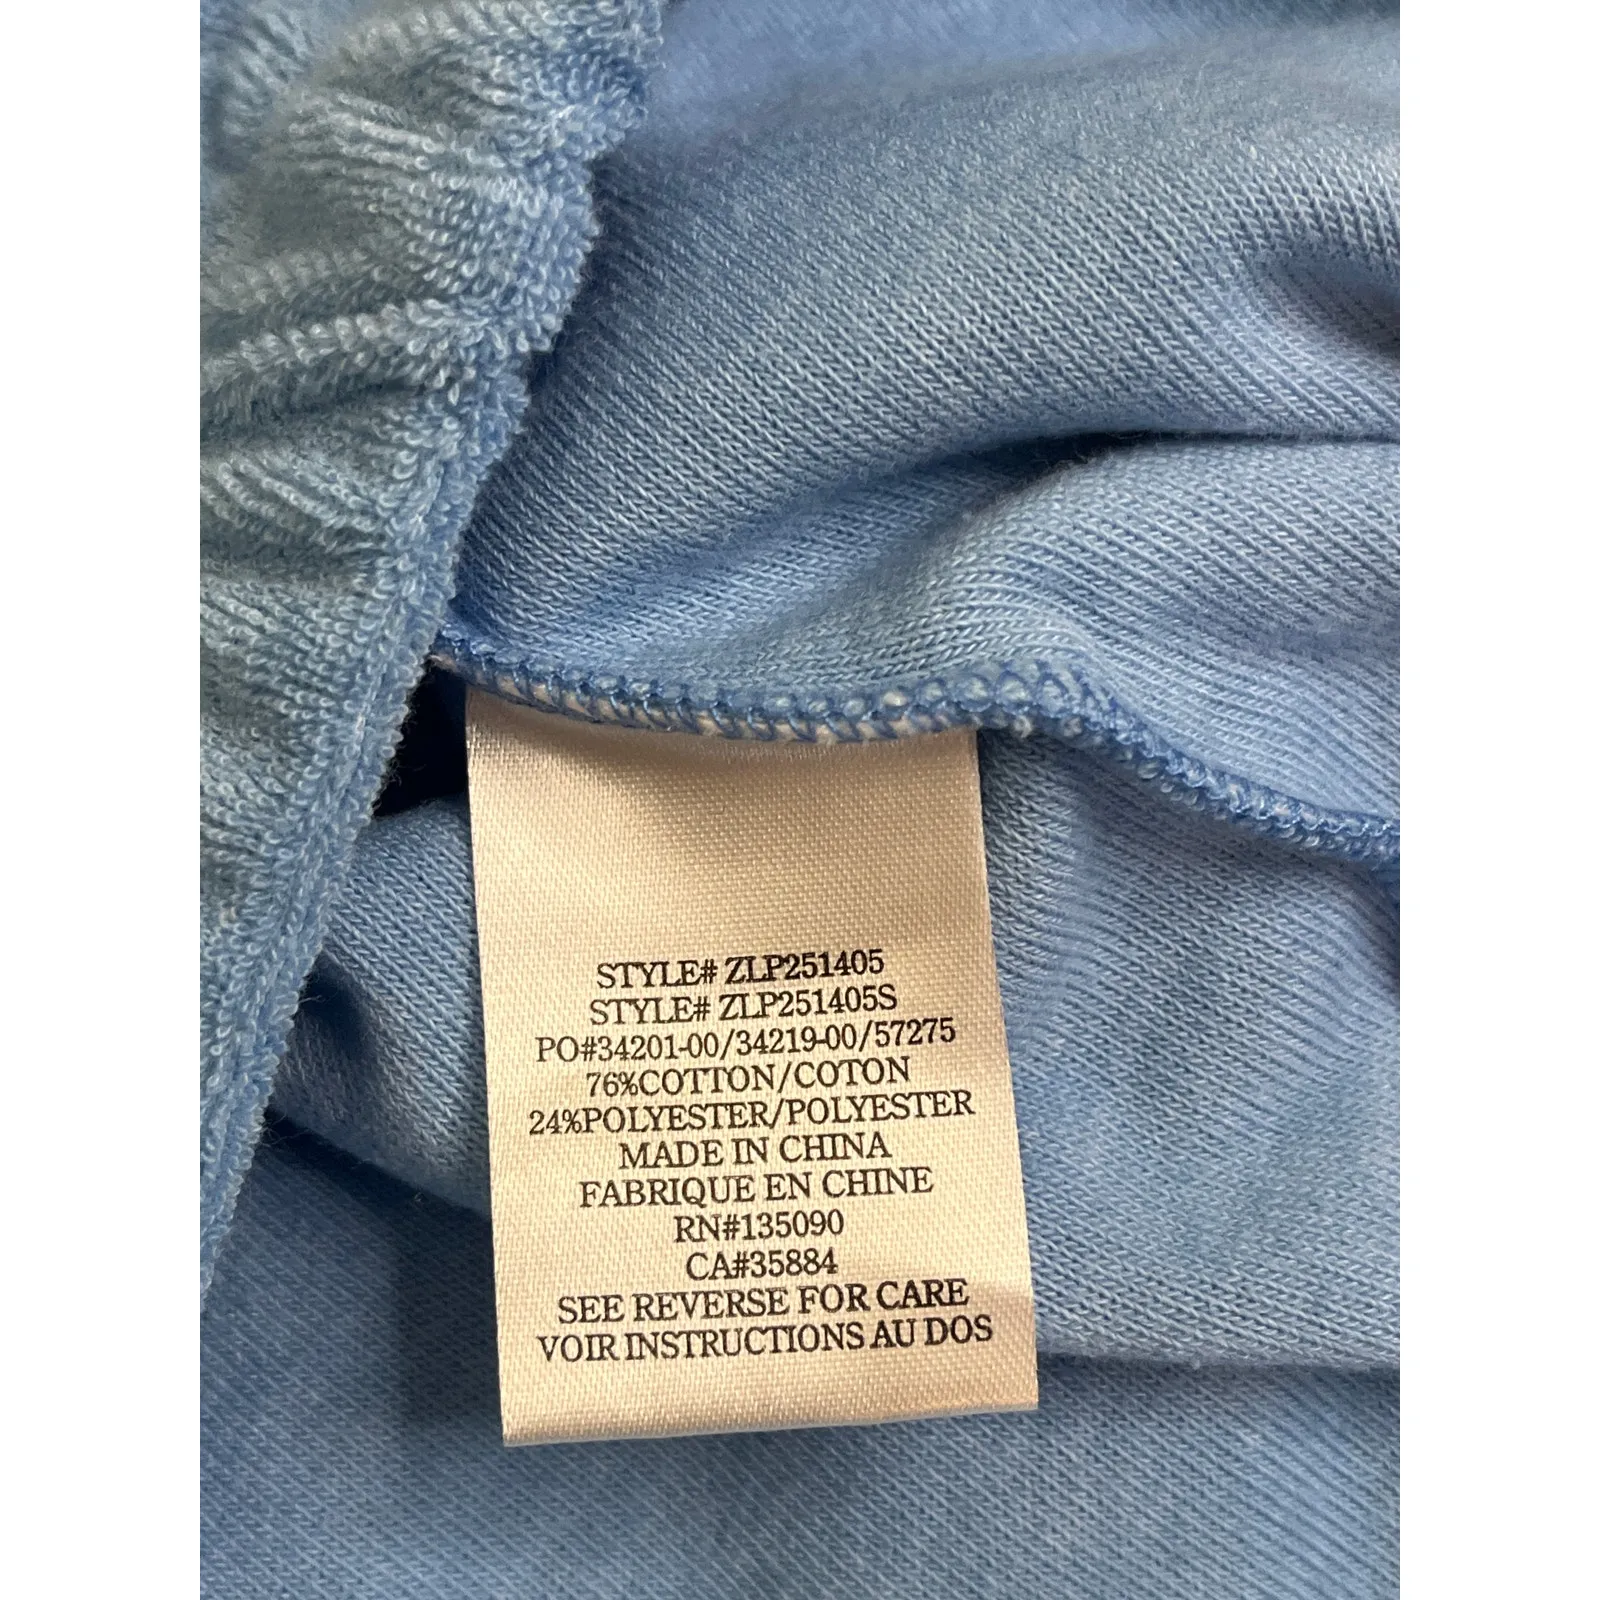 STYLE# ZLP251405
STYLE# ZLP251405S
PO#34201-00/34219-00/57275
76%COTTON/COTON
24%POLYESTER/POLYESTER
MADE IN CHINA
FABRIQUE EN CHINE
RN#135090
CA#35884
SEE REVERSE FOR CARE
VOIR INSTRUCTIONS AU DOS